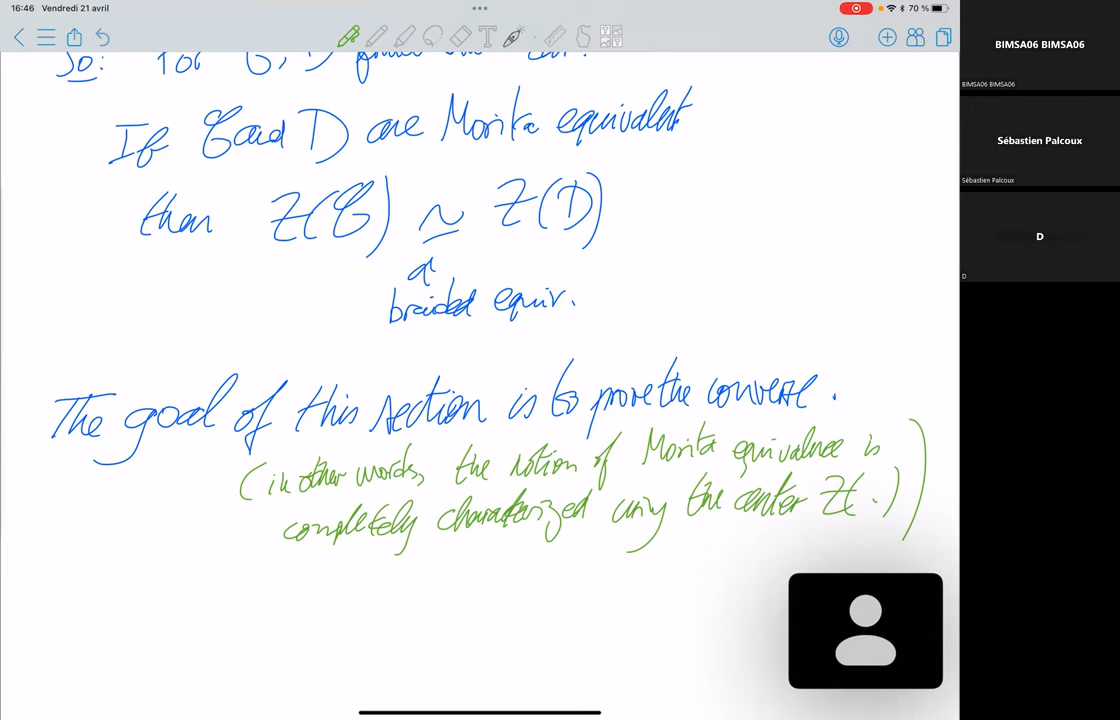 16:46 Vendredi 21 avril
70 %
So: For
If C and D are Morita equivalent
then Z(C) ≃ Z(D)
a
braided equiv.
The goal of this section is to prove the converse.
(in other words, the notion of Morita equivalence is
completely characterized using the center Z(.))
BIMSA06 BIMSA06
BIMSA06 BIMSA06
Sébastien Palcoux
Sébastien Palcoux
D
D